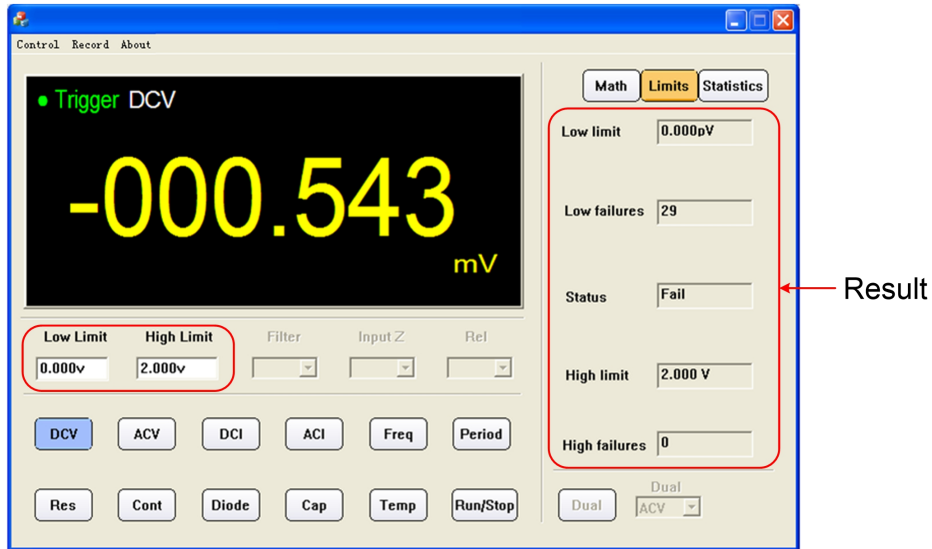 Control Record About
• Trigger DCV
-000.543
mV
Low Limit High Limit Filter Input Z Rel
0.000v 2.000v
DCV ACV DCI ACI Freq Period
Res Cont Diode Cap Temp Run/Stop
Math Limits Statistics
Low limit 0.000pV
Low failures 29
Status Fail
High limit 2.000 V
High failures 0
Dual
Dual ACV
Result